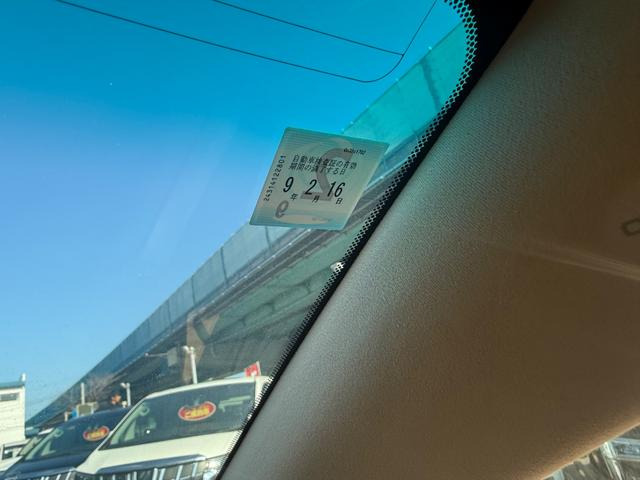 自動車検査証の有効
期間の満了する日
9年 2月 16日
24314122801